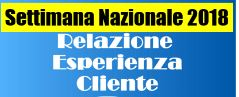 Settimana Nazionale 2018
Relazione
Esperienza
Cliente